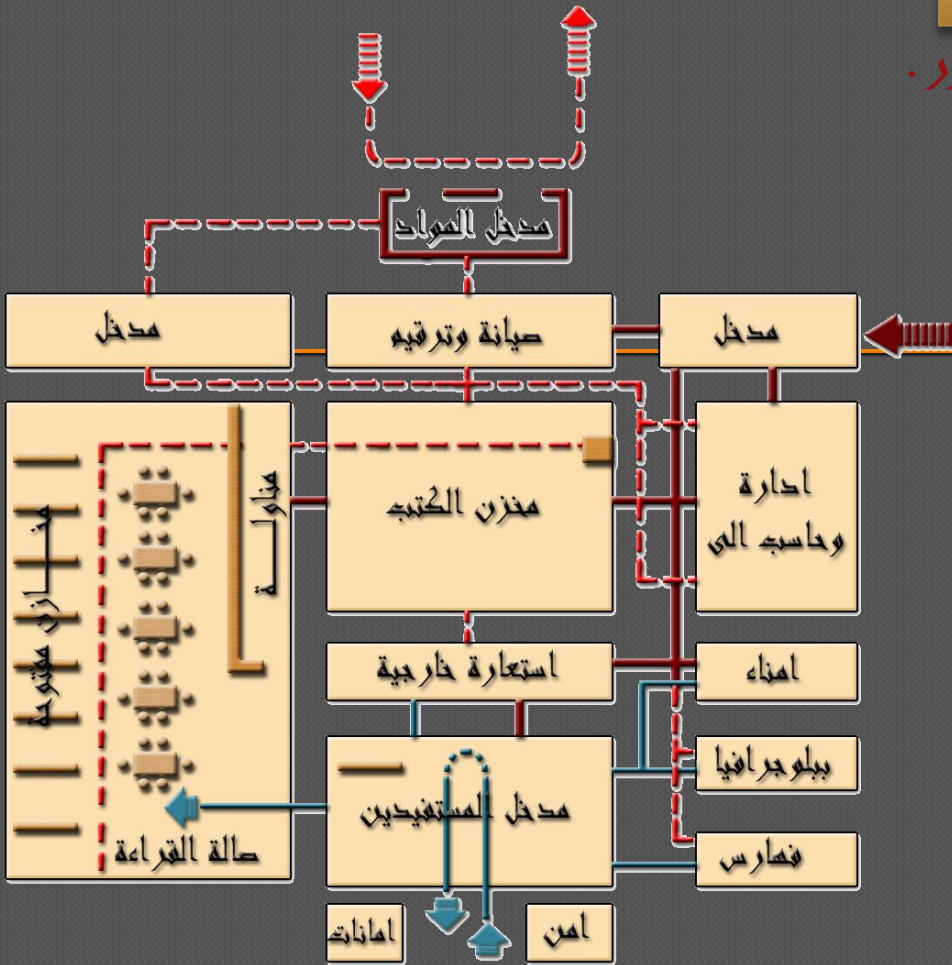 مدخل المواد
مدخل
صيانة وترقيم
مدخل
ادارة
وحاسب الى
مخزن الكتب
مناولة
مخازن مفتوحة
استعارة خارجية
امناء
ببلوجرافيا
مدخل المستفيدين
صالة القراءة
فهارس
امن
امانات